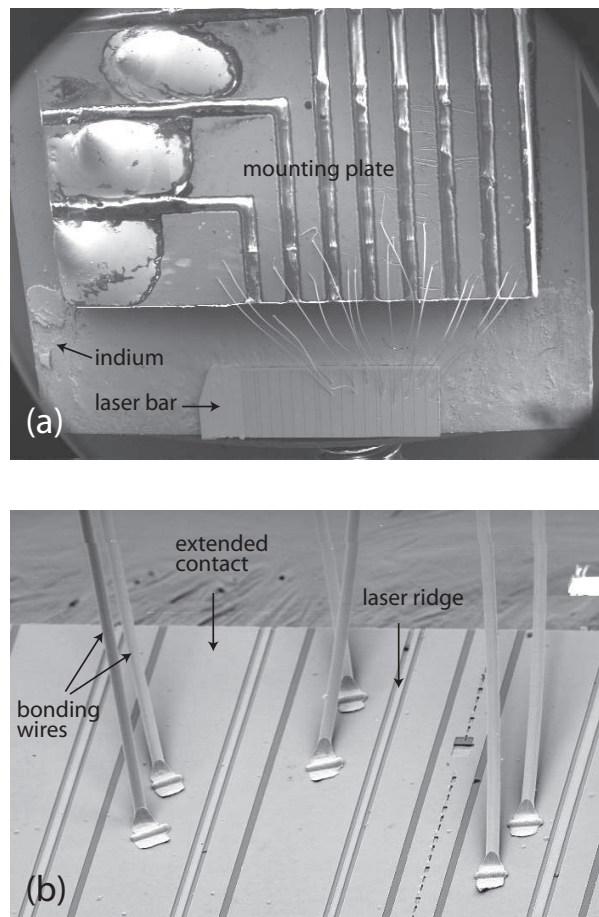 mounting plate
indium
laser bar
(a)
extended
contact
laser ridge
bonding
wires
(b)